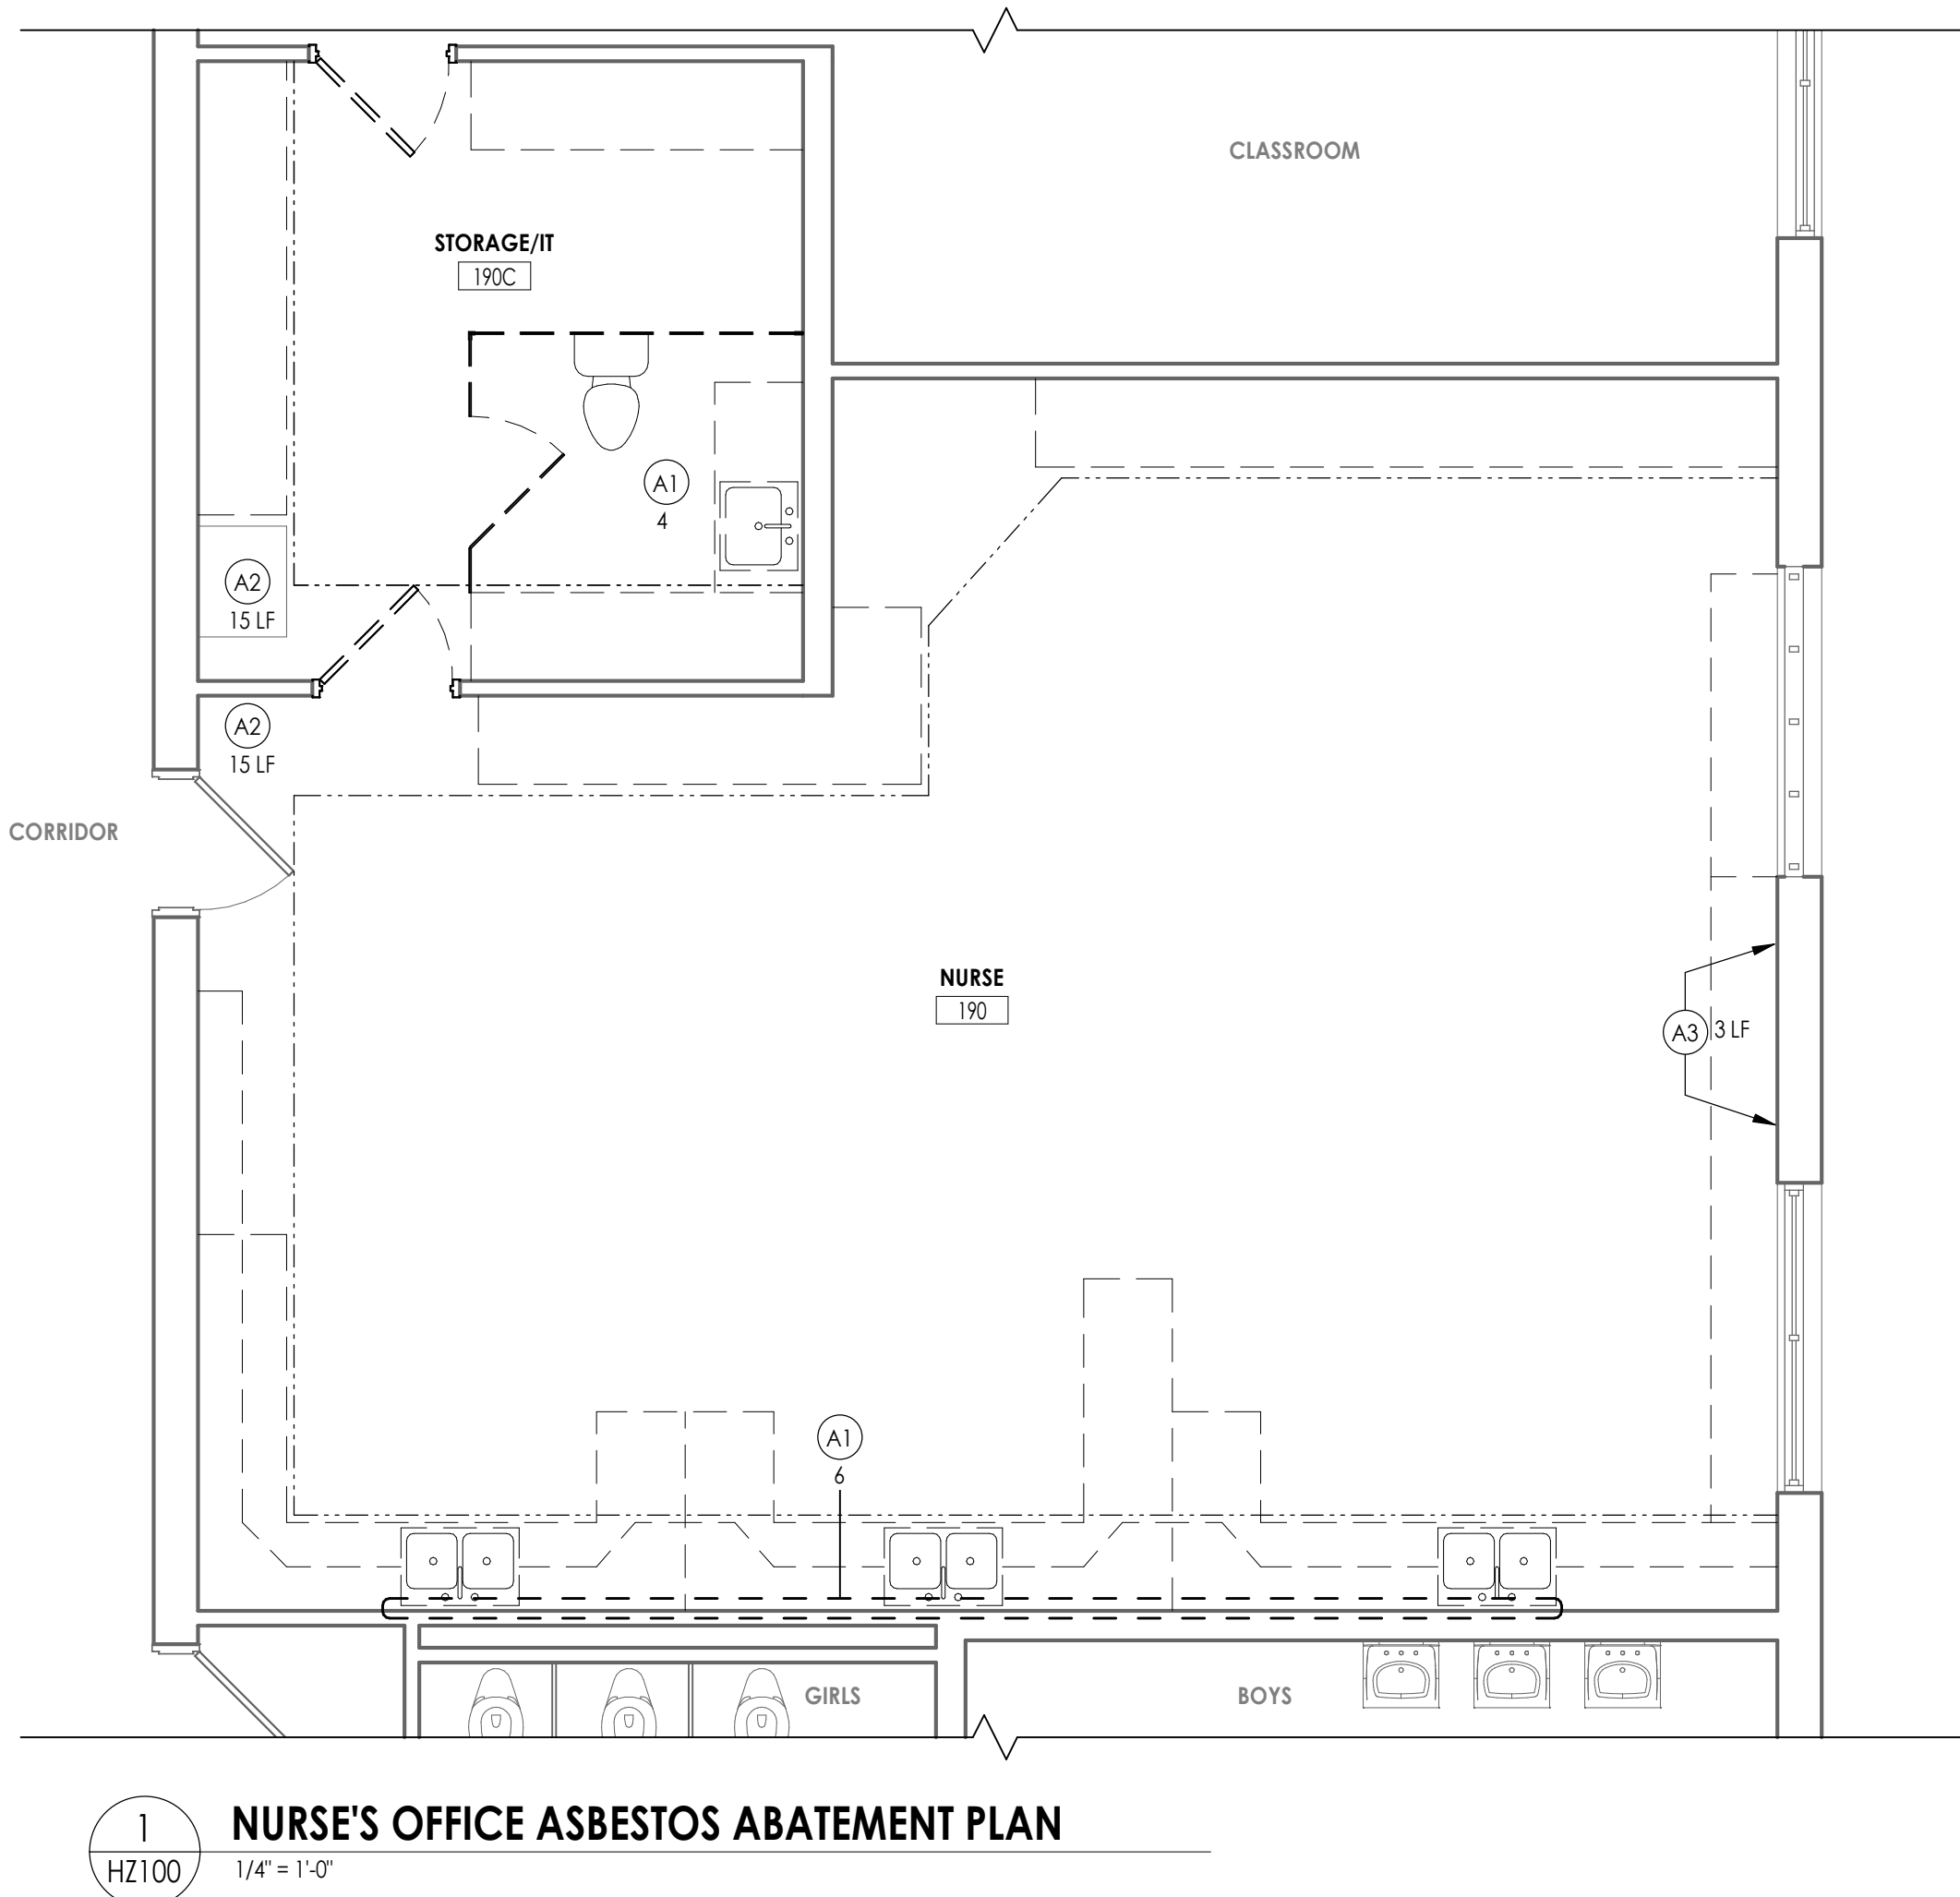 CLASSROOM
STORAGE/IT
190C
A1
4
A2
15 LF
A2
15 LF
CORRIDOR
NURSE
190
A3 3 LF
A1
6
GIRLS
BOYS
1
HZ100
NURSE'S OFFICE ASBESTOS ABATEMENT PLAN
1/4" = 1'-0"